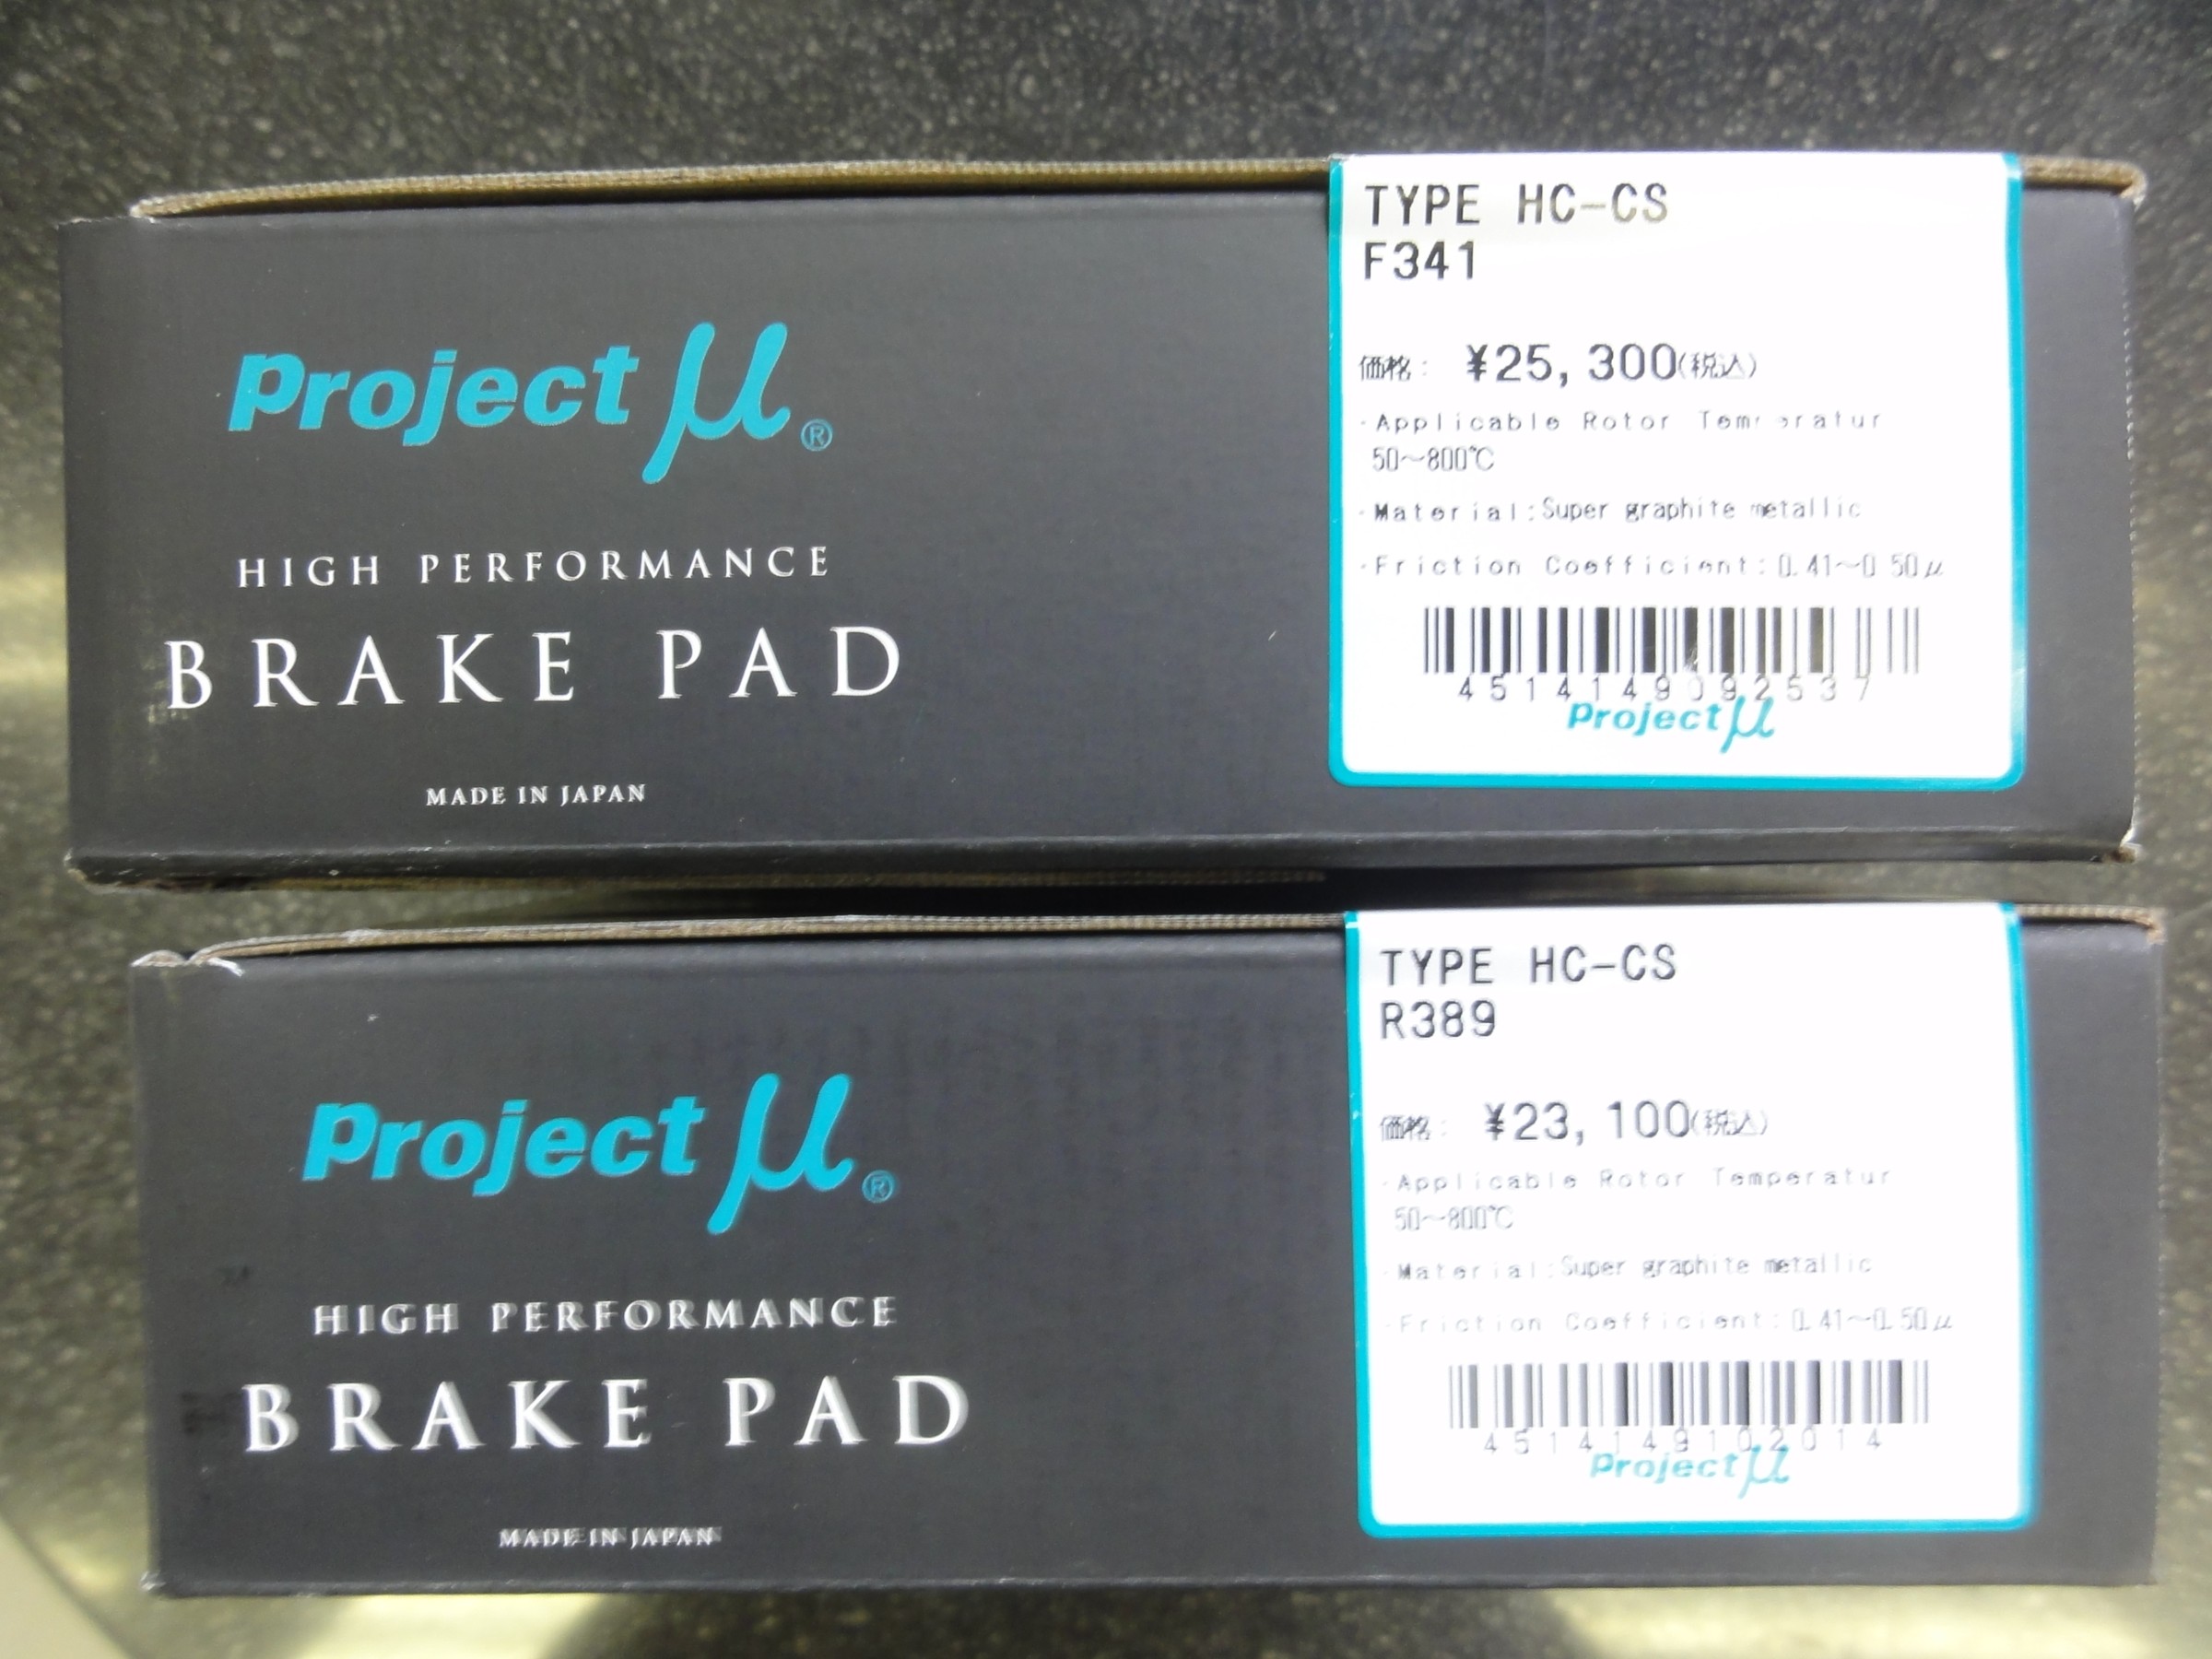 Project μ®
HIGH PERFORMANCE
BRAKE PAD
MADE IN JAPAN
TYPE HC-CS
F341
価格: ¥25,300(税込)
·Applicable Rotor Temperatur
50~800℃
·Material:Super graphite metallic
·Friction Coefficient:0.41~0.50μ
4514149092537
Project μ
Project μ®
HIGH PERFORMANCE
BRAKE PAD
MADE IN JAPAN
TYPE HC-CS
R389
価格: ¥23,100(税込)
·Applicable Rotor Temperatur
50~800℃
·Material:Super graphite metallic
·Friction Coefficient:0.41~0.50μ
4514149102014
Project μ